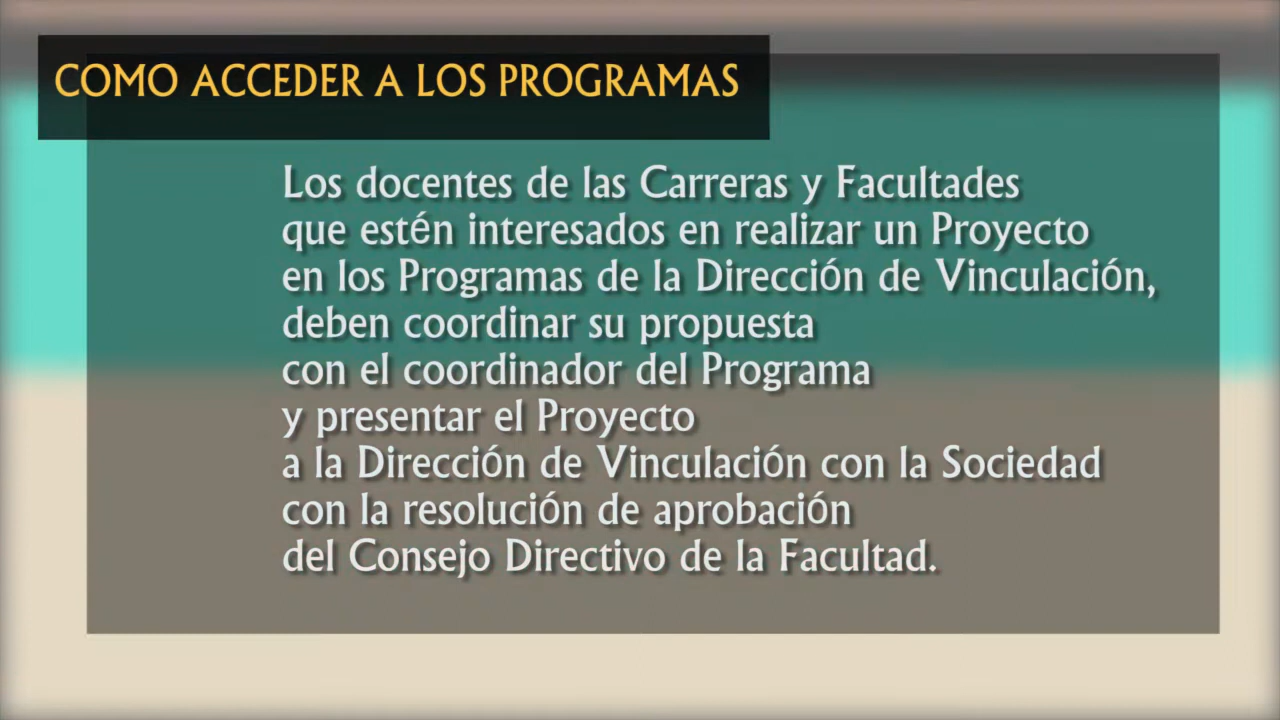 COMO ACCEDER A LOS PROGRAMAS
Los docentes de las Carreras y Facultades
que estén interesados en realizar un Proyecto
en los Programas de la Dirección de Vinculación,
deben coordinar su propuesta
con el coordinador del Programa
y presentar el Proyecto
a la Dirección de Vinculación con la Sociedad
con la resolución de aprobación
del Consejo Directivo de la Facultad.